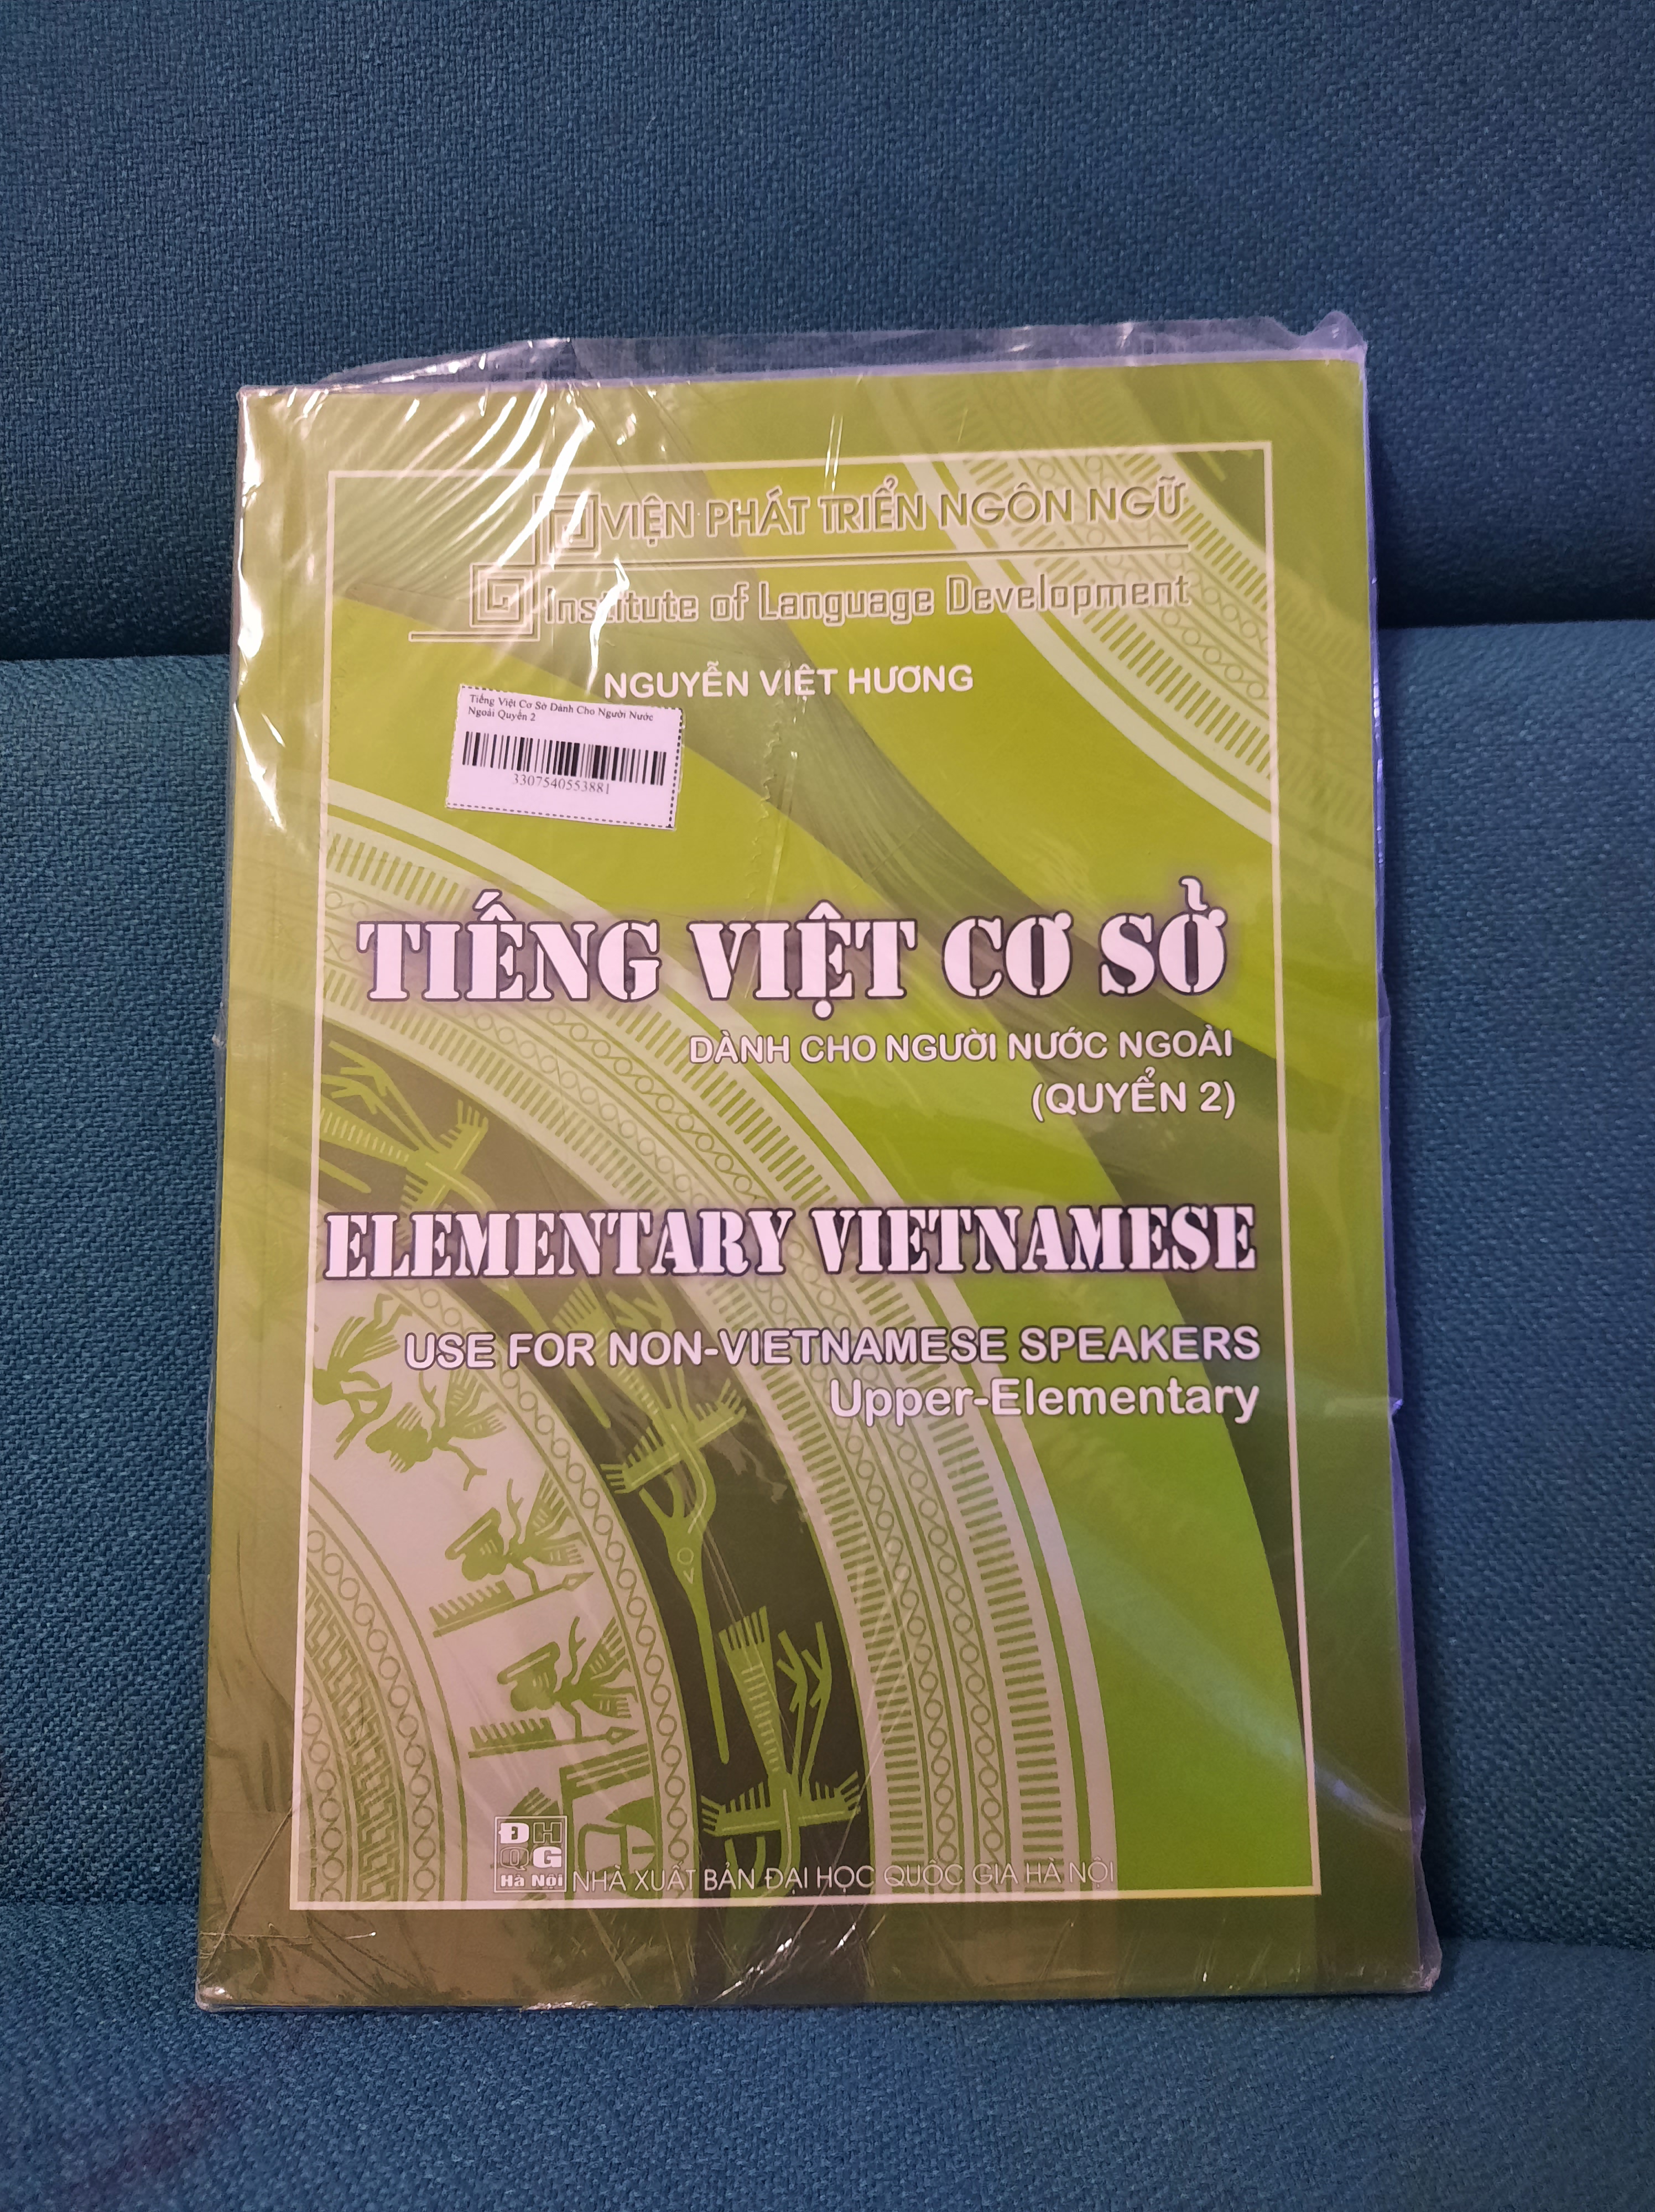 VIỆN PHÁT TRIỂN NGÔN NGỮ
Institute of Language Development
NGUYỄN VIỆT HƯƠNG
Tiếng Việt Cơ Sở Dành Cho Người Nước
Ngoài Quyển 2
3307540553881
TIẾNG VIỆT CƠ SỞ
DÀNH CHO NGƯỜI NƯỚC NGOÀI
(QUYỂN 2)
ELEMENTARY VIETNAMESE
USE FOR NON-VIETNAMESE SPEAKERS
Upper-Elementary
ĐH
QG
Hà Nội
NHÀ XUẤT BẢN ĐẠI HỌC QUỐC GIA HÀ NỘI